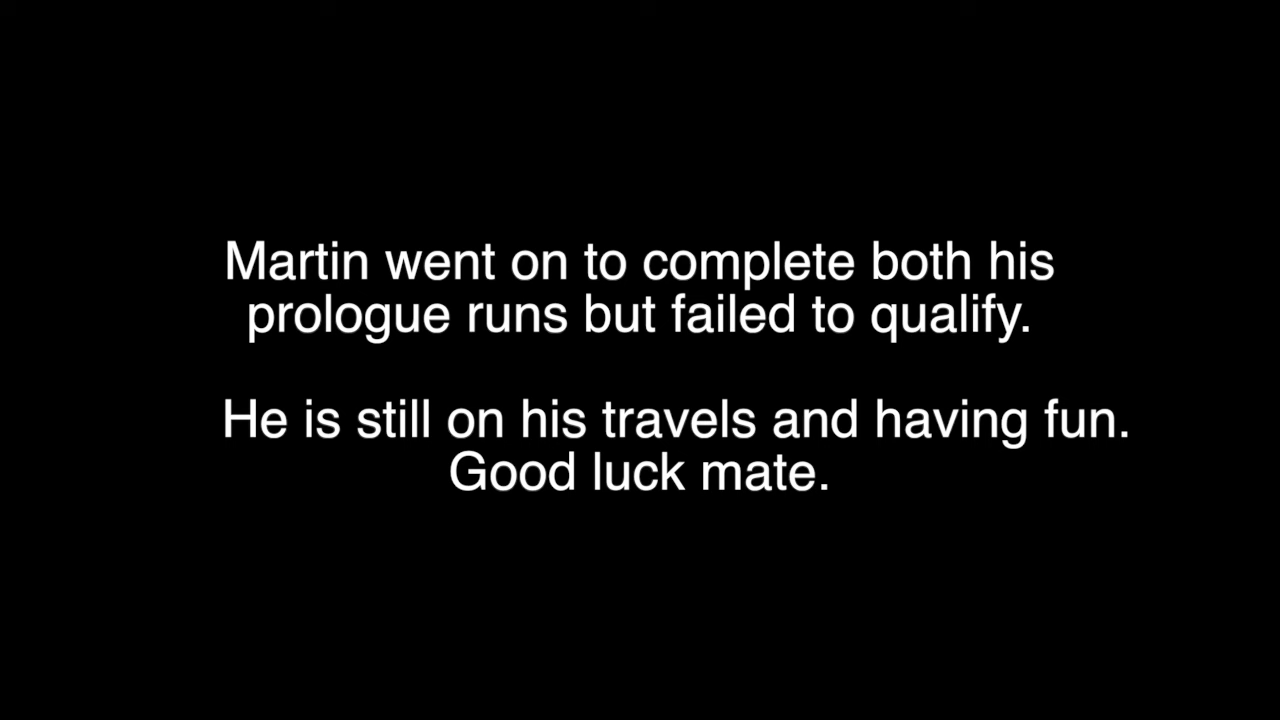 Martin went on to complete both his
prologue runs but failed to qualify.
He is still on his travels and having fun.
Good luck mate.